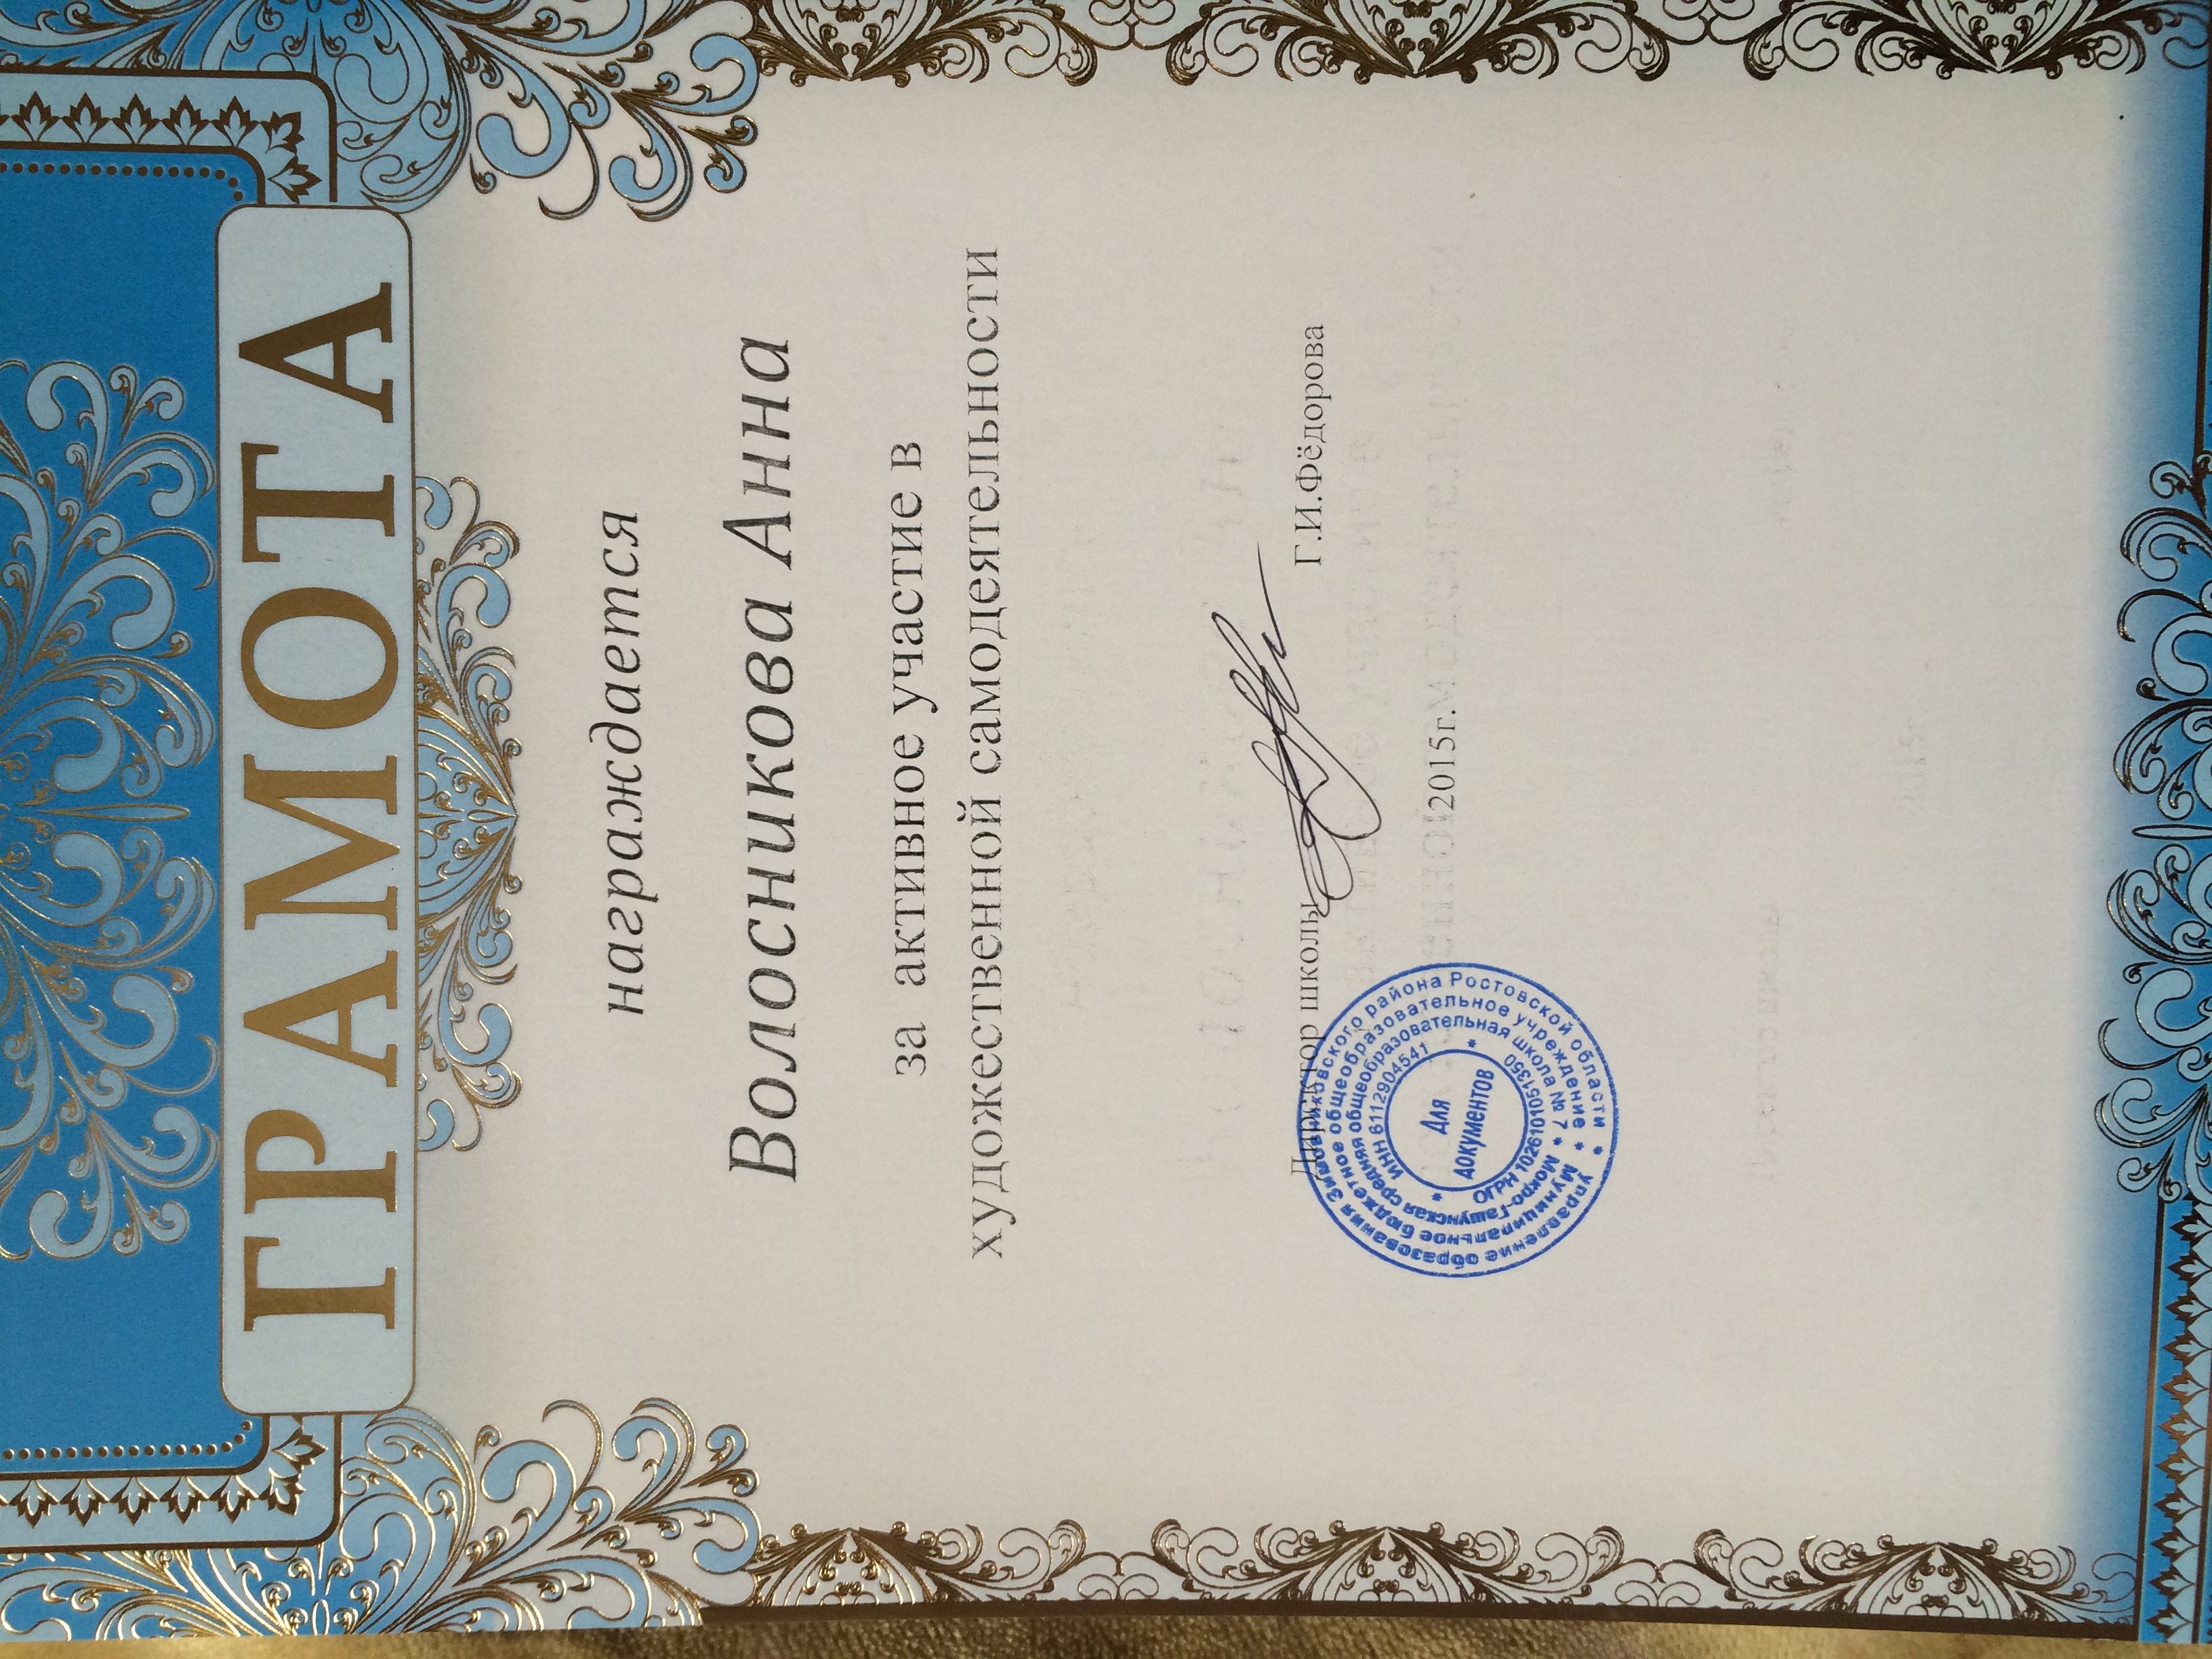 ГРАМОТА
награждается
Волосникова Анна
за активное участие в
художественной самодеятельности
Директор школы Г.И.Фёдорова
2015г.
управление образования Зимовниковского района Ростовской области *
Муниципальное бюджетное общеобразовательное учреждение *
Мокро-Гашунская средняя общеобразовательная школа № 7 *
ИНН 6112904541 *
ОГРН 1026101051350 *
Для
документов